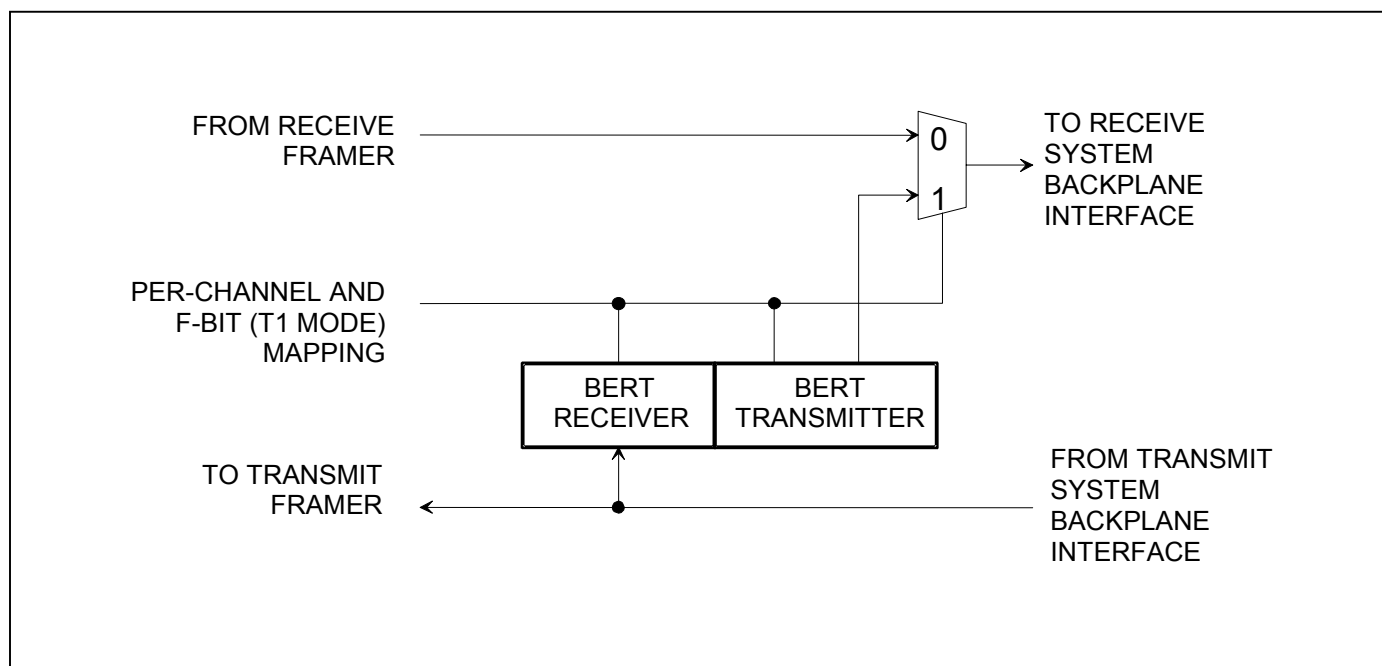 FROM RECEIVE
FRAMER
0
1
TO RECEIVE
SYSTEM
BACKPLANE
INTERFACE
PER-CHANNEL AND
F-BIT (T1 MODE)
MAPPING
BERT
RECEIVER
BERT
TRANSMITTER
TO TRANSMIT
FRAMER
FROM TRANSMIT
SYSTEM
BACKPLANE
INTERFACE